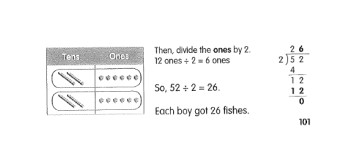 Tens Ones
Then, divide the ones by 2.
12 ones ÷ 2 = 6 ones
So, 52 ÷ 2 = 26.
Each boy got 26 fishes.
2 6
2)5 2
4
1 2
1 2
0
101